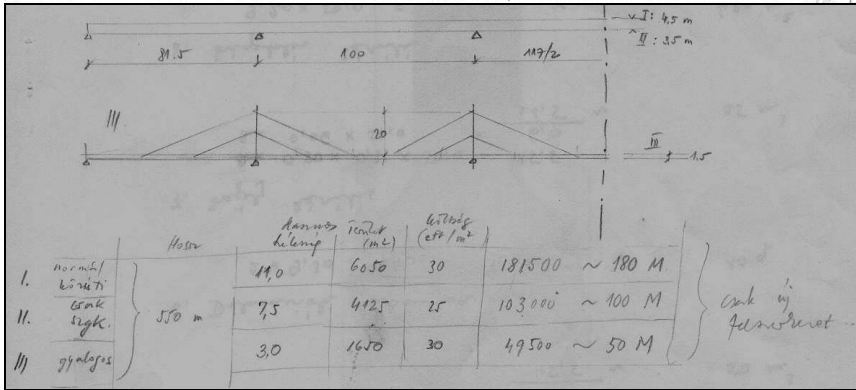 I: 4,5 m
II: 3,5 m
81.5 100 117/2
III
20
III 1.5
Hossz hasznos szélesség Terület (m2) költség (eFt/m2)
I. normál közúti 11,0 6050 30 181500 ~ 180 M
II. csak szgk. 550 m 7,5 4125 25 103,000 ~ 100 M csak új felszerkezet...
III gyalogos 3,0 1650 30 49500 ~ 50 M